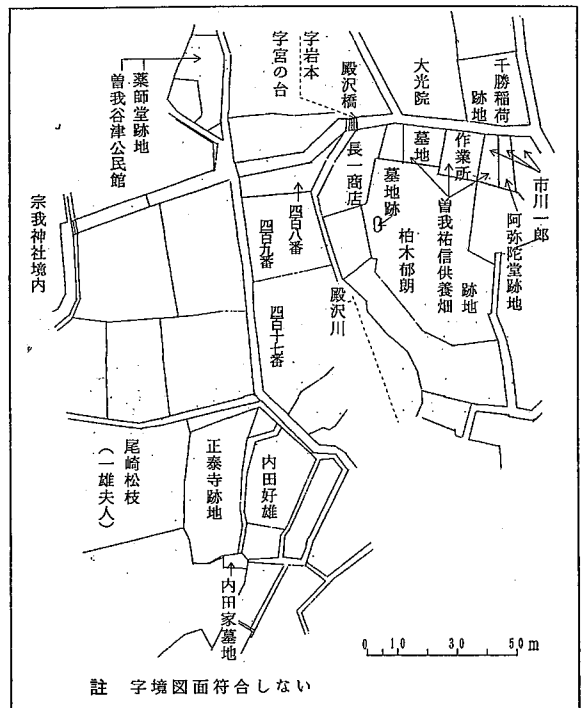 千勝稲荷
跡地
大光院
殿沢橋
字岩本
字宮の台
薬師堂跡地
曽我谷津公民館
宗我神社境内
市川一郎
阿弥陀堂跡地
作業所
墓地
曽我祐信供養畑
跡地
柏木郁朗
墓地跡
長一商店
殿沢川
四百八番
四百九番
四百十七番
内田好雄
正泰寺跡地
尾崎松枝
(一雄夫人)
内田家墓地
0 10 30 50m
註 字境図面符合しない